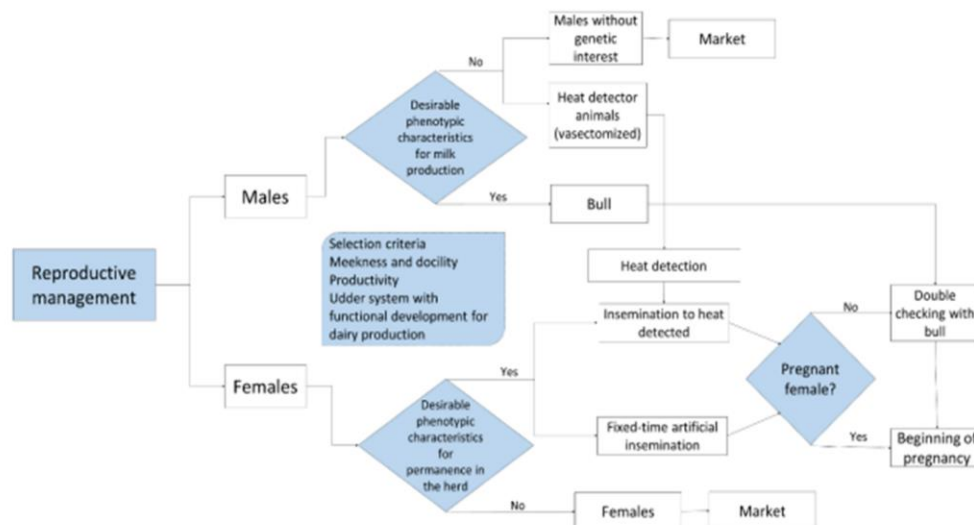 Reproductive
management
Males
Females
Desirable
phenotypic
characteristics
for milk
production
No
Yes
Males without
genetic
interest
Market
Heat detector
animals
(vasectomized)
Bull
Selection criteria
Meekness and docility
Productivity
Udder system with
functional development for
dairy production
Heat detection
Insemination to heat
detected
Desirable
phenotypic
characteristics
for
permanence in
the herd
Yes
No
Fixed-time artificial
insemination
Females
Market
Pregnant
female?
No
Yes
Double
checking with
bull
Beginning of
pregnancy